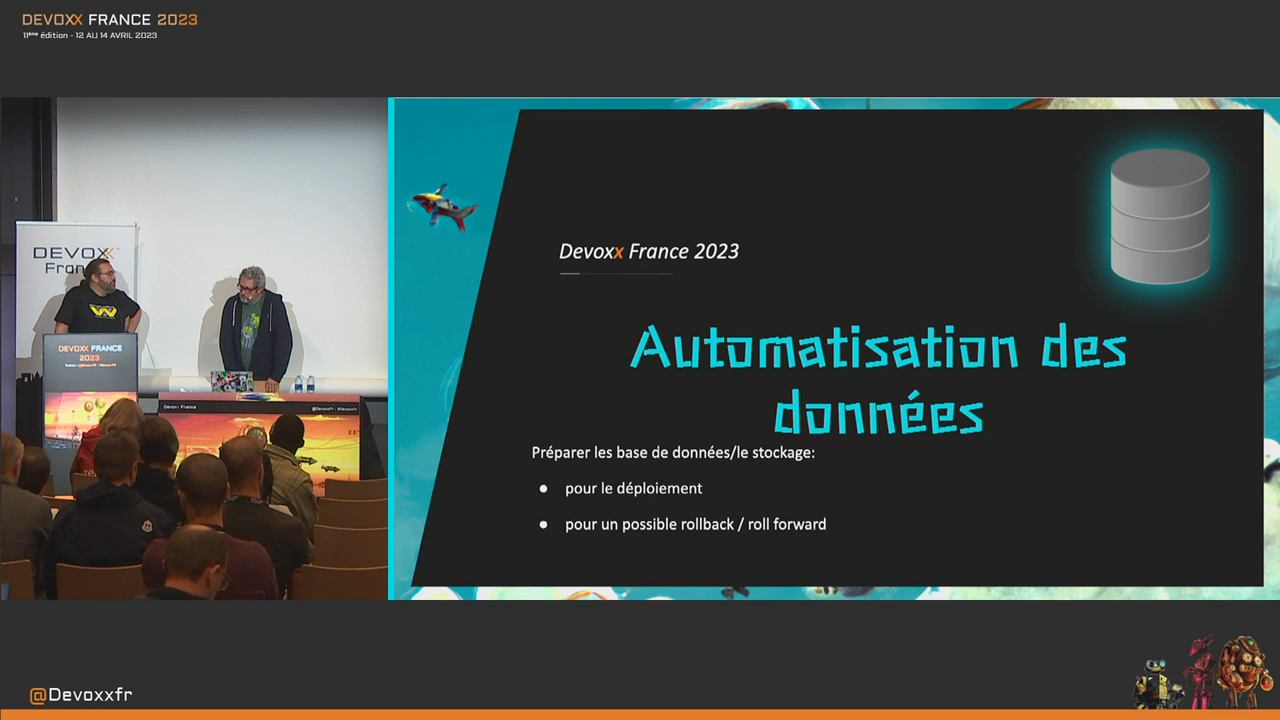 DEVOXX FRANCE 2023
11ème édition - 12 AU 14 AVRIL 2023
Devoxx France 2023
Automatisation des
données
Préparer les base de données/le stockage:
● pour le déploiement
● pour un possible rollback / roll forward
DEVOXX
Fran
DEVOXX FRANCE
2023
Devoxx France
@Devoxxfr